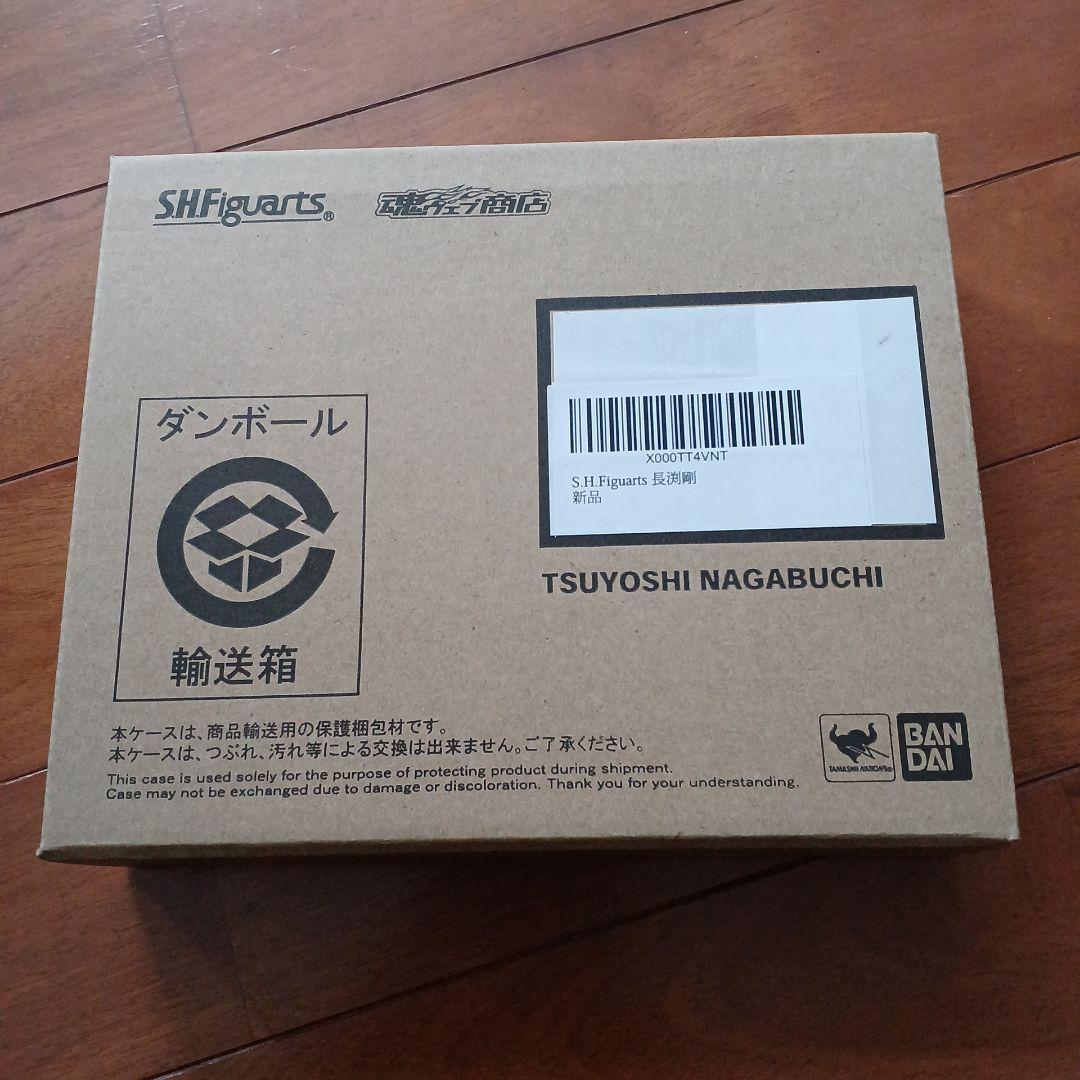 S.H.Figuarts®
魂ウェブ商店
X000TT4VNT
S.H.Figuarts 長渕剛
新品
TSUYOSHI NAGABUCHI
ダンボール
輸送箱
本ケースは、商品輸送用の保護梱包材です。
本ケースは、つぶれ、汚れ等による交換は出来ません。ご了承ください。
This case is used solely for the purpose of protecting product during shipment.
Case may not be exchanged due to damage or discoloration. Thank you for your understanding.
TAMASHII NATIONS®
BAN
DAI